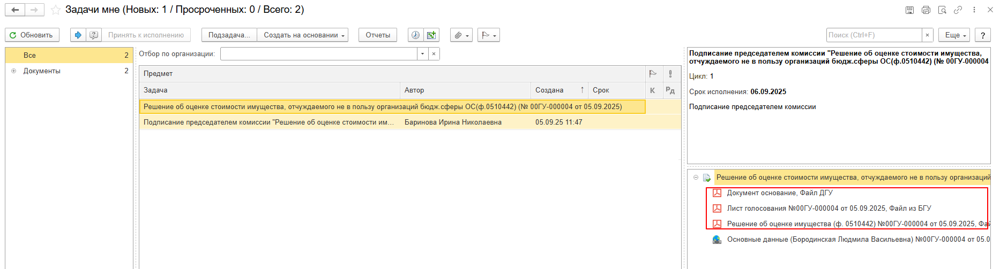 Задачи мне (Новых: 1 / Просроченных: 0 / Всего: 2)
Обновить
Принять к исполнению
Подзадача...
Создать на основании
Отчеты
Поиск (Ctrl+F)
×
Еще
?
Все 2
Документы 2
Отбор по организации:
Предмет
Задача Автор Создана ↑ Срок К Рд
Решение об оценке стоимости имущества, отчуждаемого не в пользу организаций бюдж.сферы ОС(ф.0510442) (№ 00ГУ-000004 от 05.09.2025)
Подписание председателем комиссии "Решение об оценке стоимости им... Баринова Ирина Николаевна 05.09.25 11:47
Подписание председателем комиссии "Решение об оценке стоимости имущества,
отчуждаемого не в пользу организаций бюдж.сферы ОС(ф.0510442) (№ 00ГУ-000004
Цикл: 1
Срок исполнения: 06.09.2025
Подписание председателем комиссии
Решение об оценке стоимости имущества, отчуждаемого не в пользу организаций
Документ основание, Файл ДГУ
Лист голосования №00ГУ-000004 от 05.09.2025, Файл из БГУ
Решение об оценке имущества (ф. 0510442) №00ГУ-000004 от 05.09.2025, Фай
Основные данные (Бородинская Людмила Васильевна) №00ГУ-000004 от 05.0